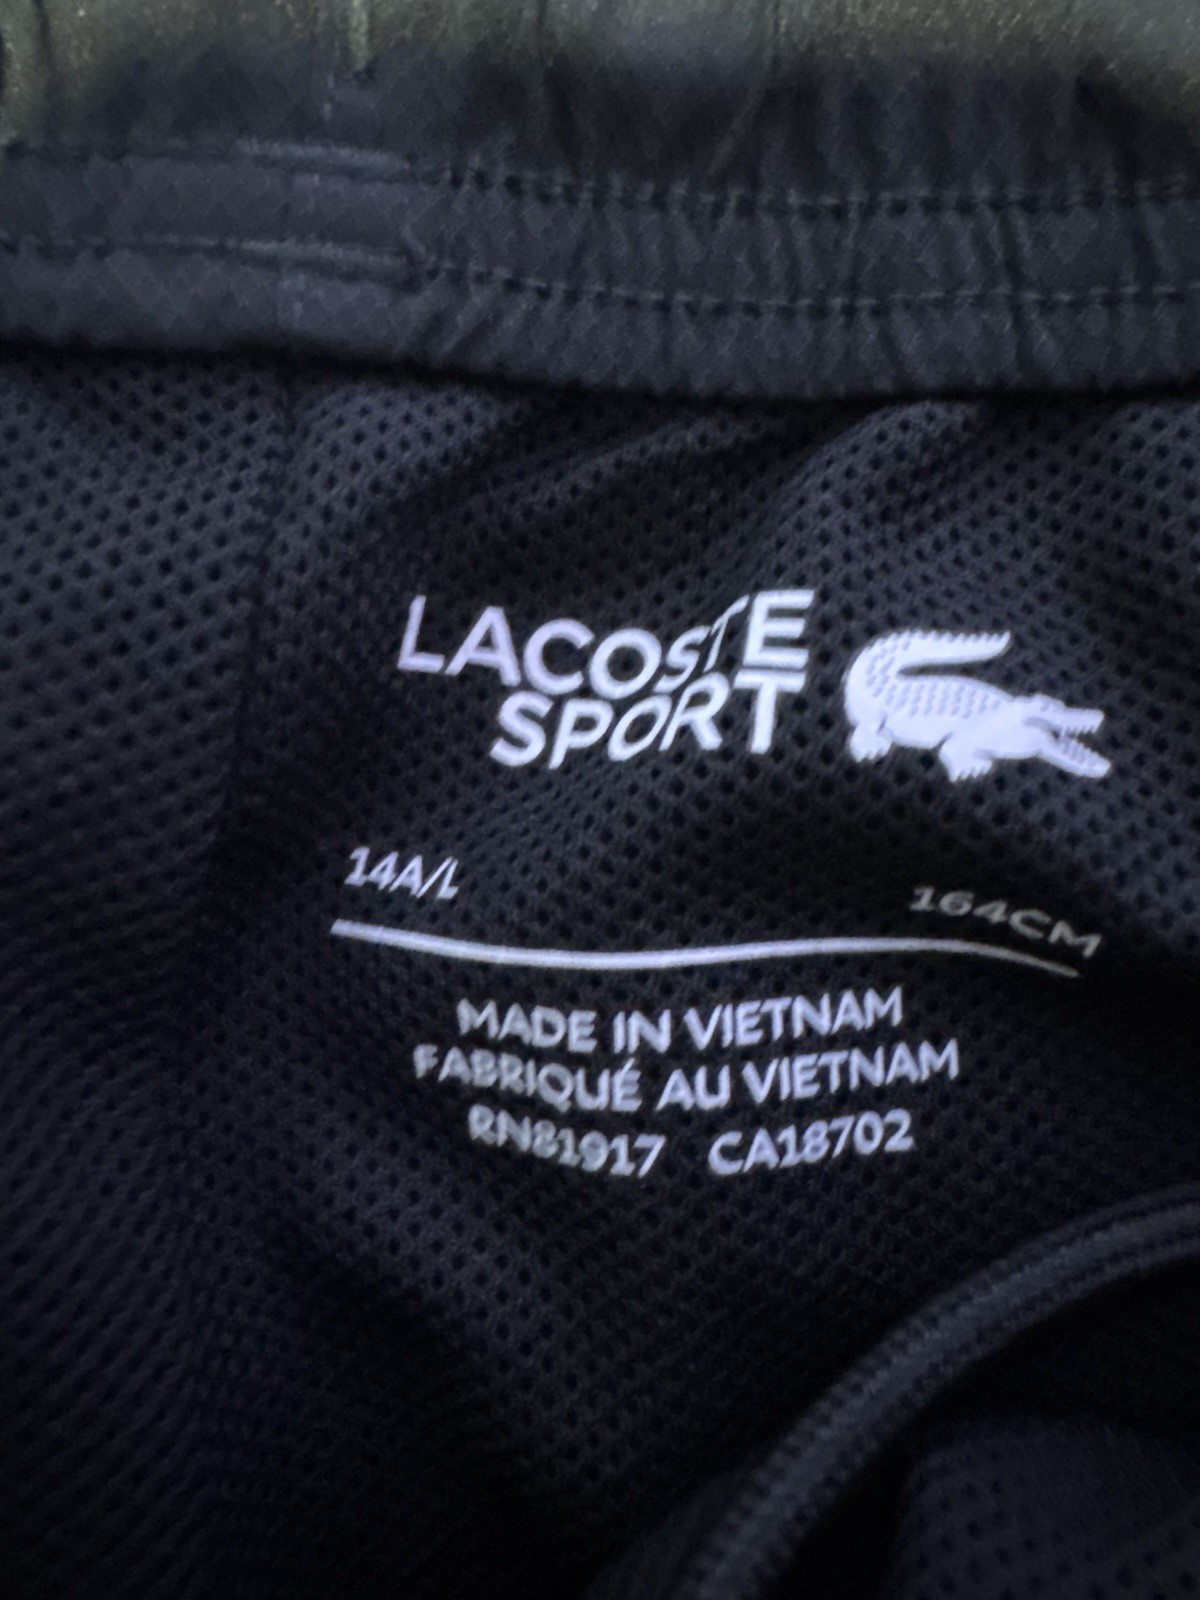 LACOSTE
SPORT
14A/L 164CM
MADE IN VIETNAM
FABRIQUÉ AU VIETNAM
RN81917 CA18702